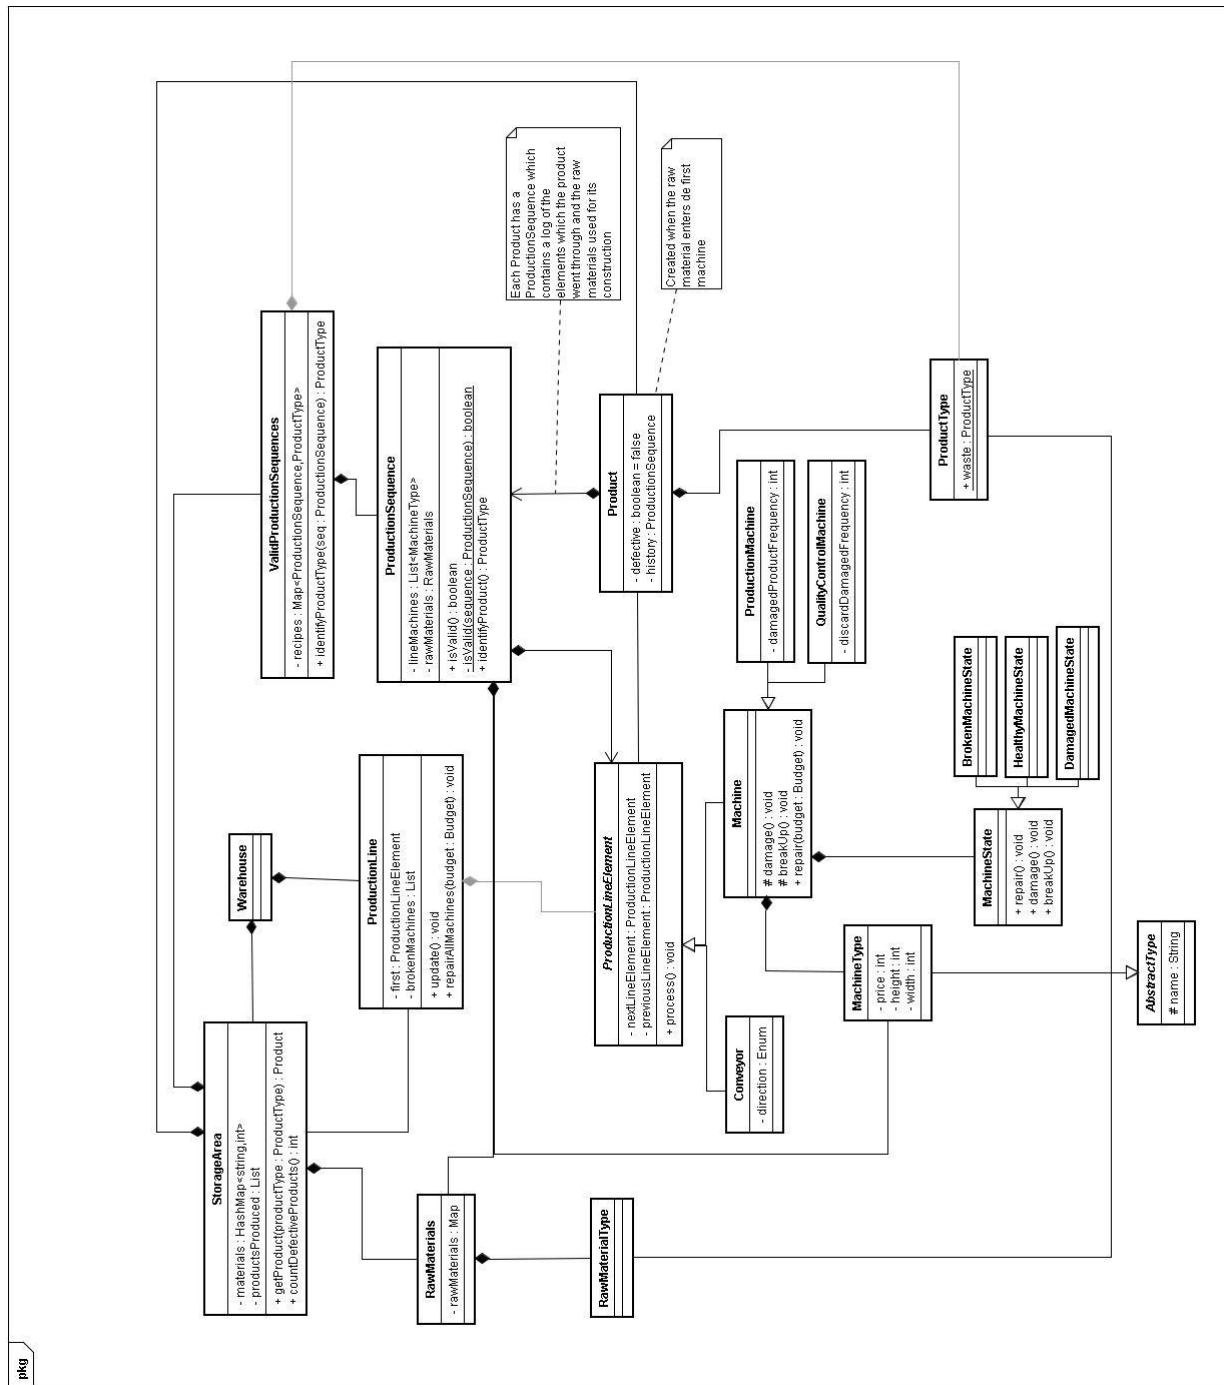 pkg
StorageArea
- materials : HashMap<string,int>
- productsProduced : List
+ getProduct(productType : ProductType) : Product
+ countDefectiveProducts() : int
Warehouse
ValidProductionSequences
- recipes : Map<ProductionSequence,ProductType>
+ identifyProductType(seq : ProductionSequence) : ProductType
ProductionLine
- first : ProductionLineElement
- brokenMachines : List
+ update() : void
+ repairAllMachines(budget : Budget) : void
ProductionSequence
- lineMachines : List<MachineType>
- rawMaterials : RawMaterials
+ isValid() : boolean
- isValid(sequence : ProductionSequence) : boolean
+ identifyProduct() : ProductType
Each Product has a
ProductionSequence which
contains a log of the
elements which the product
went through and the raw
materials used for its
construction
RawMaterials
- rawMaterials : Map
RawMaterialType
ProductionLineElement
- nextLineElement : ProductionLineElement
- previousLineElement : ProductionLineElement
+ process() : void
Product
- defective : boolean = false
- history : ProductionSequence
Created when the raw
material enters de first
machine
Conveyor
- direction : Enum
Machine
# damage() : void
# breakUp() : void
+ repair(budget : Budget) : void
ProductionMachine
- damagedProductFrequency : int
QualityControlMachine
- discardDamagedFrequency : int
MachineType
- price : int
- height : int
- width : int
ProductType
+ waste : ProductType
MachineState
+ repair() : void
+ damage() : void
+ breakUp() : void
BrokenMachineState
HealthyMachineState
DamagedMachineState
AbstractType
# name : String